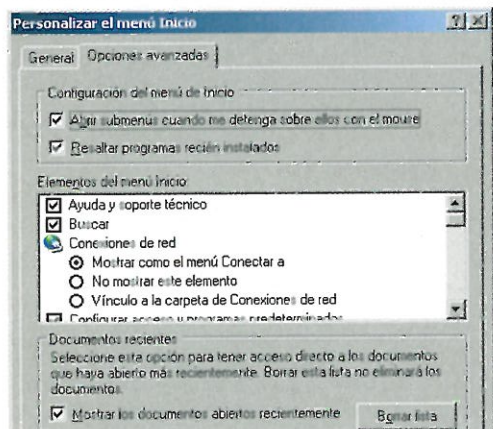 Personalizar el menú Inicio
General Opciones avanzadas
Configuración del menú de Inicio
Abrir submenús cuando me detenga sobre ellos con el mouse
Resaltar programas recién instalados
Elementos del menú Inicio:
Ayuda y soporte técnico
Buscar
Conexiones de red
Mostrar como el menú Conectar a
No mostrar este elemento
Vínculo a la carpeta de Conexiones de red
Configurar acceso y programas predeterminados
Documentos recientes
Seleccione esta opción para tener acceso directo a los documentos
que haya abierto más recientemente. Borrar esta lista no eliminará los
documentos.
Mostrar los documentos abiertos recientemente Borrar lista